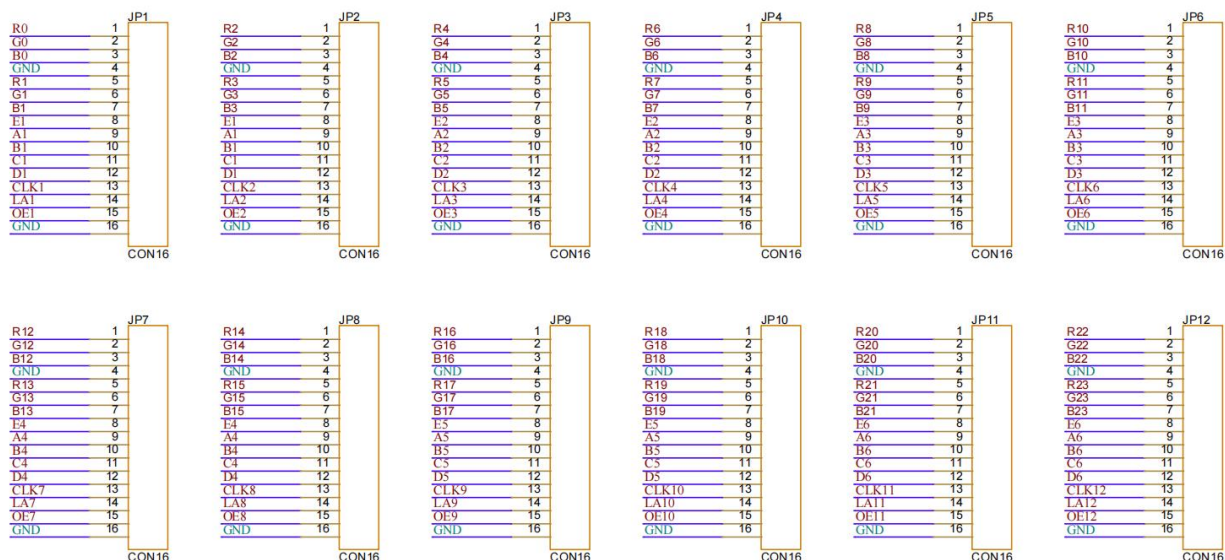 JP1
R0 1
G0 2
B0 3
GND 4
R1 5
G1 6
B1 7
E1 8
A1 9
B1 10
C1 11
D1 12
CLK1 13
LA1 14
OE1 15
GND 16
CON16
JP2
R2 1
G2 2
B2 3
GND 4
R3 5
G3 6
B3 7
E1 8
A1 9
B1 10
C1 11
D1 12
CLK2 13
LA2 14
OE2 15
GND 16
CON16
JP3
R4 1
G4 2
B4 3
GND 4
R5 5
G5 6
B5 7
E2 8
A2 9
B2 10
C2 11
D2 12
CLK3 13
LA3 14
OE3 15
GND 16
CON16
JP4
R6 1
G6 2
B6 3
GND 4
R7 5
G7 6
B7 7
E2 8
A2 9
B2 10
C2 11
D2 12
CLK4 13
LA4 14
OE4 15
GND 16
CON16
JP5
R8 1
G8 2
B8 3
GND 4
R9 5
G9 6
B9 7
E3 8
A3 9
B3 10
C3 11
D3 12
CLK5 13
LA5 14
OE5 15
GND 16
CON16
JP6
R10 1
G10 2
B10 3
GND 4
R11 5
G11 6
B11 7
E3 8
A3 9
B3 10
C3 11
D3 12
CLK6 13
LA6 14
OE6 15
GND 16
CON16
JP7
R12 1
G12 2
B12 3
GND 4
R13 5
G13 6
B13 7
E4 8
A4 9
B4 10
C4 11
D4 12
CLK7 13
LA7 14
OE7 15
GND 16
CON16
JP8
R14 1
G14 2
B14 3
GND 4
R15 5
G15 6
B15 7
E4 8
A4 9
B4 10
C4 11
D4 12
CLK8 13
LA8 14
OE8 15
GND 16
CON16
JP9
R16 1
G16 2
B16 3
GND 4
R17 5
G17 6
B17 7
E5 8
A5 9
B5 10
C5 11
D5 12
CLK9 13
LA9 14
OE9 15
GND 16
CON16
JP10
R18 1
G18 2
B18 3
GND 4
R19 5
G19 6
B19 7
E5 8
A5 9
B5 10
C5 11
D5 12
CLK10 13
LA10 14
OE10 15
GND 16
CON16
JP11
R20 1
G20 2
B20 3
GND 4
R21 5
G21 6
B21 7
E6 8
A6 9
B6 10
C6 11
D6 12
CLK11 13
LA11 14
OE11 15
GND 16
CON16
JP12
R22 1
G22 2
B22 3
GND 4
R23 5
G23 6
B23 7
E6 8
A6 9
B6 10
C6 11
D6 12
CLK12 13
LA12 14
OE12 15
GND 16
CON16